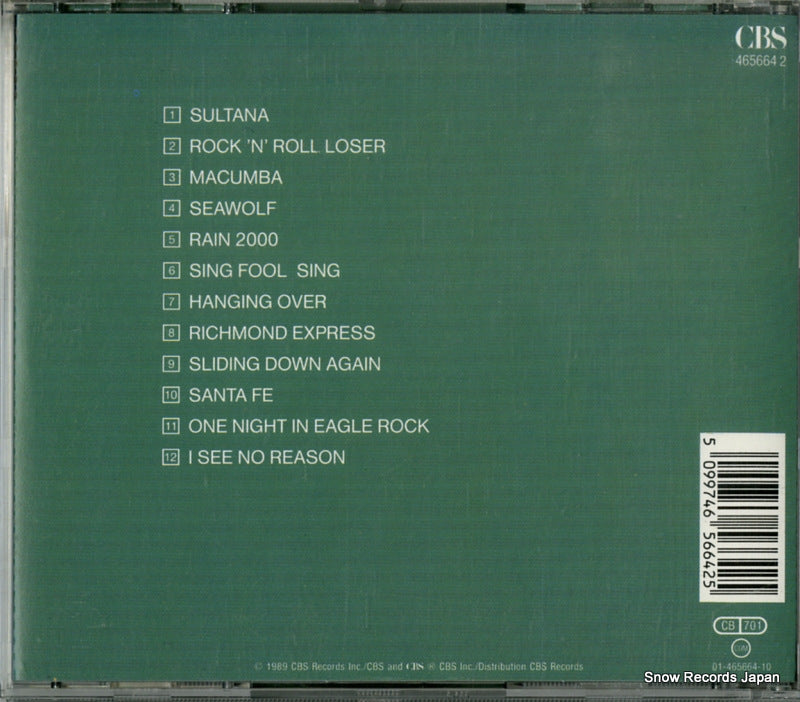 CBS
465664 2
1 SULTANA
2 ROCK 'N' ROLL LOSER
3 MACUMBA
4 SEAWOLF
5 RAIN 2000
6 SING FOOL SING
7 HANGING OVER
8 RICHMOND EXPRESS
9 SLIDING DOWN AGAIN
10 SANTA FE
11 ONE NIGHT IN EAGLE ROCK
12 I SEE NO REASON
5 099746 566425
CB 701
© 1989 CBS Records Inc./CBS and CBS ® CBS Inc./Distribution CBS Records
01-465664-10
Snow Records Japan